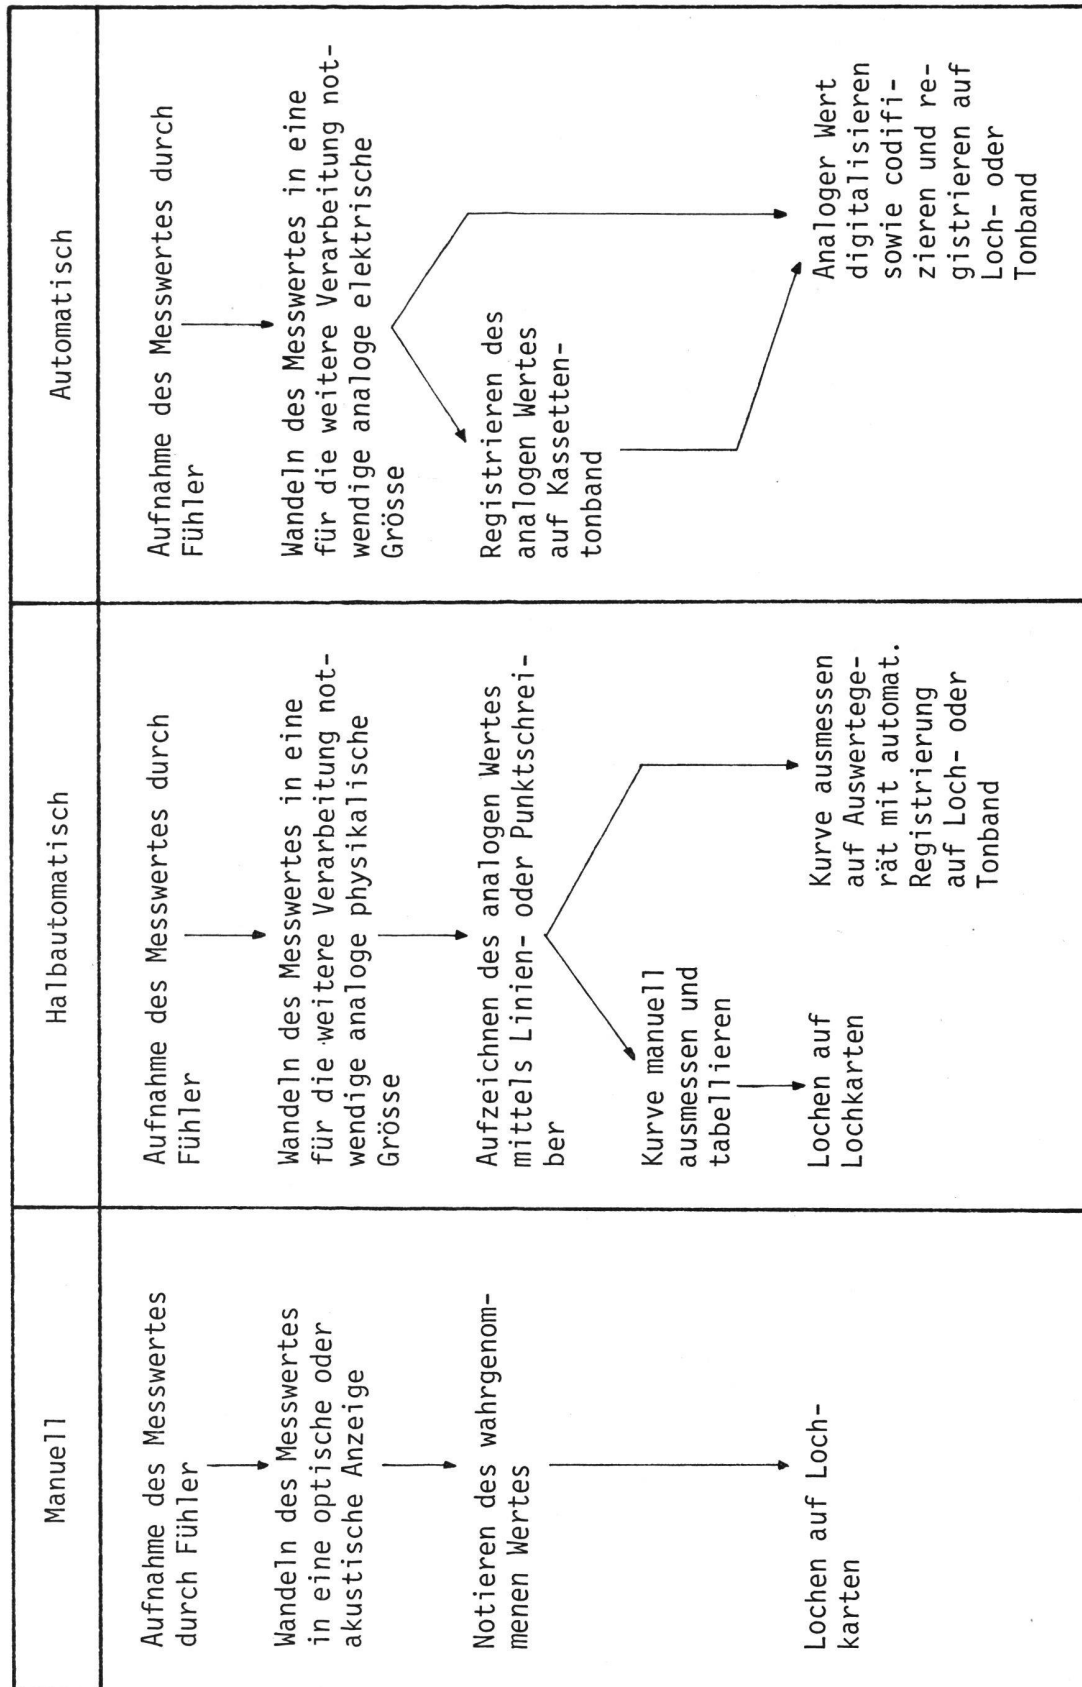 Manuell
Aufnahme des Messwertes
durch Fühler
Wandeln des Messwertes
in eine optische oder
akustische Anzeige
Notieren des wahrgenom-
menen Wertes
Lochen auf Loch-
karten
Halbautomatisch
Aufnahme des Messwertes durch
Fühler
Wandeln des Messwertes in eine
für die weitere Verarbeitung not-
wendige analoge physikalische
Grösse
Aufzeichnen des analogen Wertes
mittels Linien- oder Punktschrei-
ber
Kurve manuell
ausmessen und
tabellieren
Lochen auf
Lochkarten
Kurve ausmessen
auf Auswertege-
rät mit automat.
Registrierung
auf Loch- oder
Tonband
Automatisch
Aufnahme des Messwertes durch
Fühler
Wandeln des Messwertes in eine
für die weitere Verarbeitung not-
wendige analoge elektrische
Grösse
Registrieren des
analogen Wertes
auf Kassetten-
tonband
Analoger Wert
digitalisieren
sowie codifi-
zieren und re-
gistrieren auf
Loch- oder
Tonband